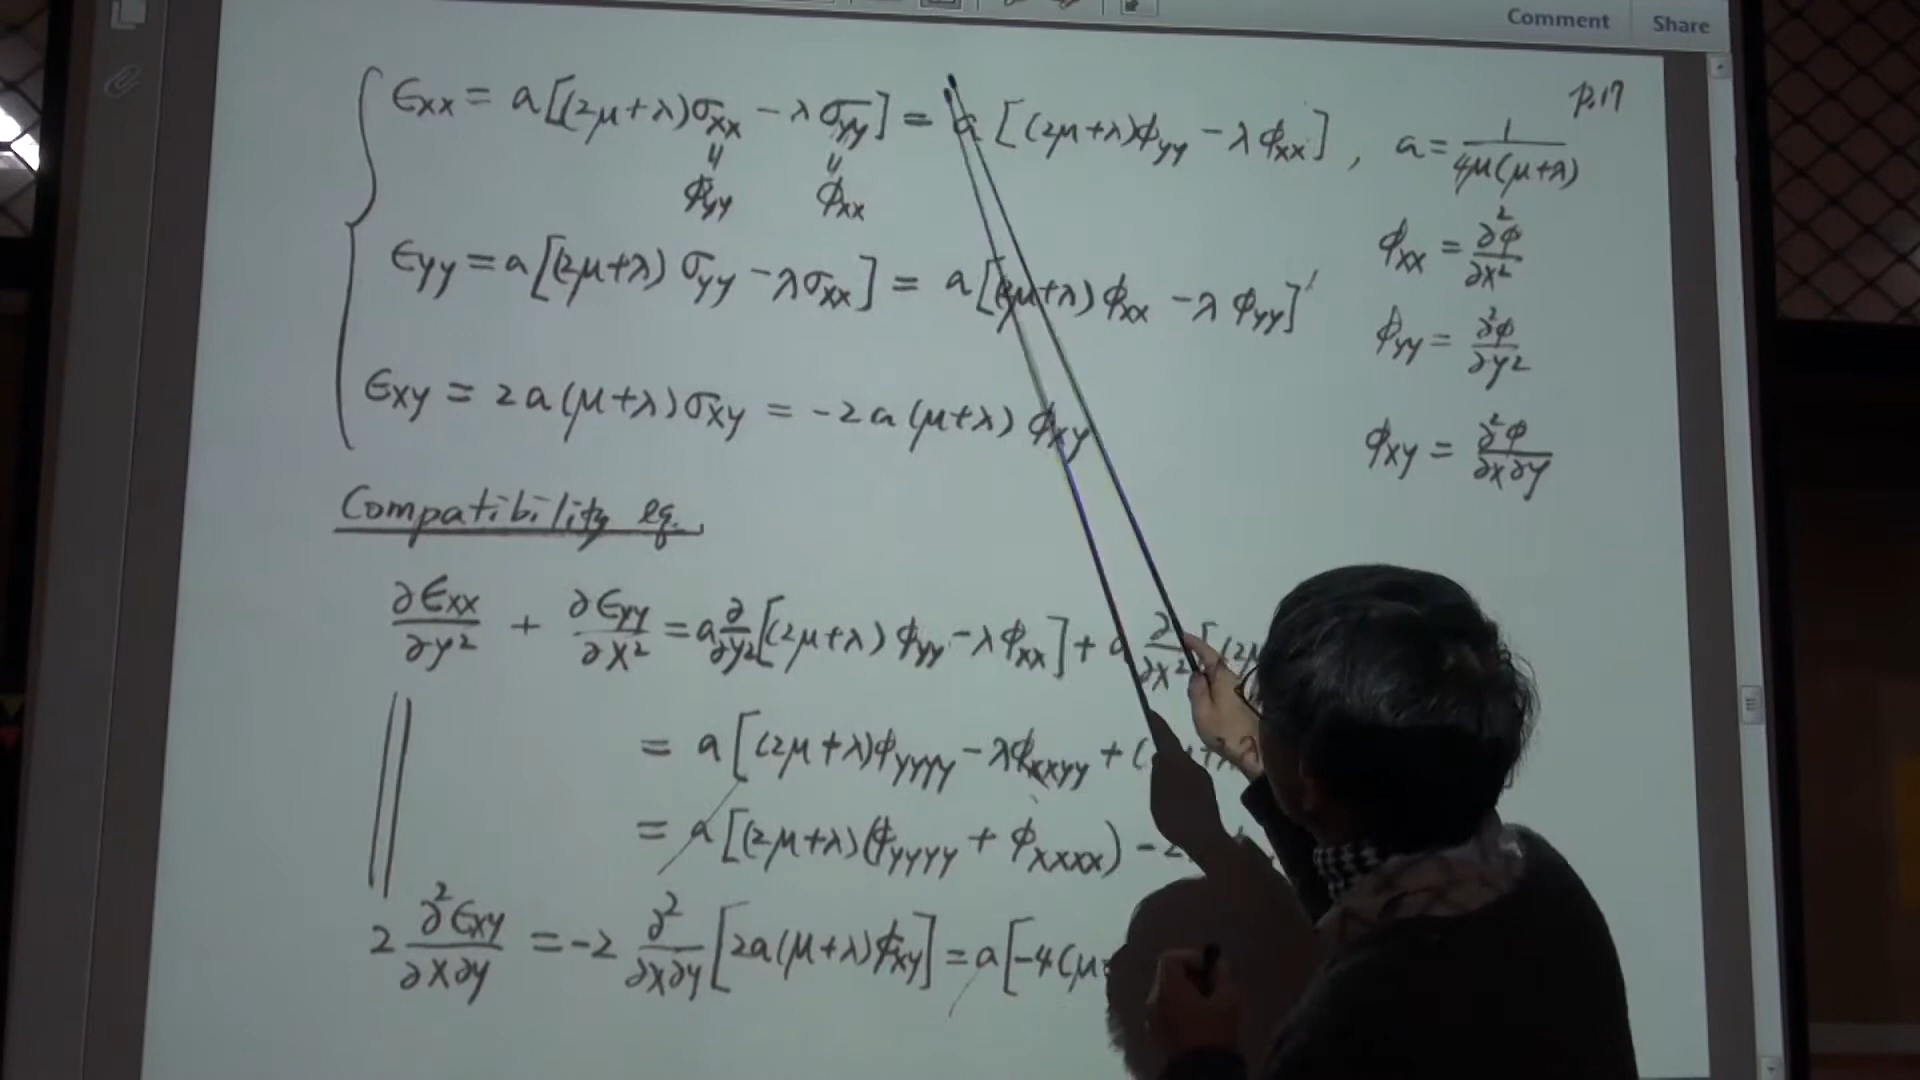 Comment Share
p.17
ϵxx = a[(2μ+λ)σxx − λσyy] = a[(2μ+λ)ϕyy − λϕxx], a = 1/4μ(μ+λ)
〃 〃
ϕyy ϕxx
ϕxx = ∂²ϕ/∂x²
ϵyy = a[(2μ+λ)σyy − λσxx] = a[(2μ+λ)ϕxx − λϕyy]
ϕyy = ∂²ϕ/∂y²
ϵxy = 2a(μ+λ)σxy = −2a(μ+λ)ϕxy
ϕxy = ∂²ϕ/∂x∂y
Compatibility eq.
∂ϵxx/∂y² + ∂ϵyy/∂x² = a ∂/∂y²[(2μ+λ)ϕyy − λϕxx] + a ∂/∂x²[(2μ
= a[(2μ+λ)ϕyyyy − λϕxxyy + (
= a[(2μ+λ)(ϕyyyy + ϕxxxx) − 2
2 ∂²ϵxy/∂x∂y = −2 ∂²/∂x∂y [2a(μ+λ)ϕxy] = a[−4(μ